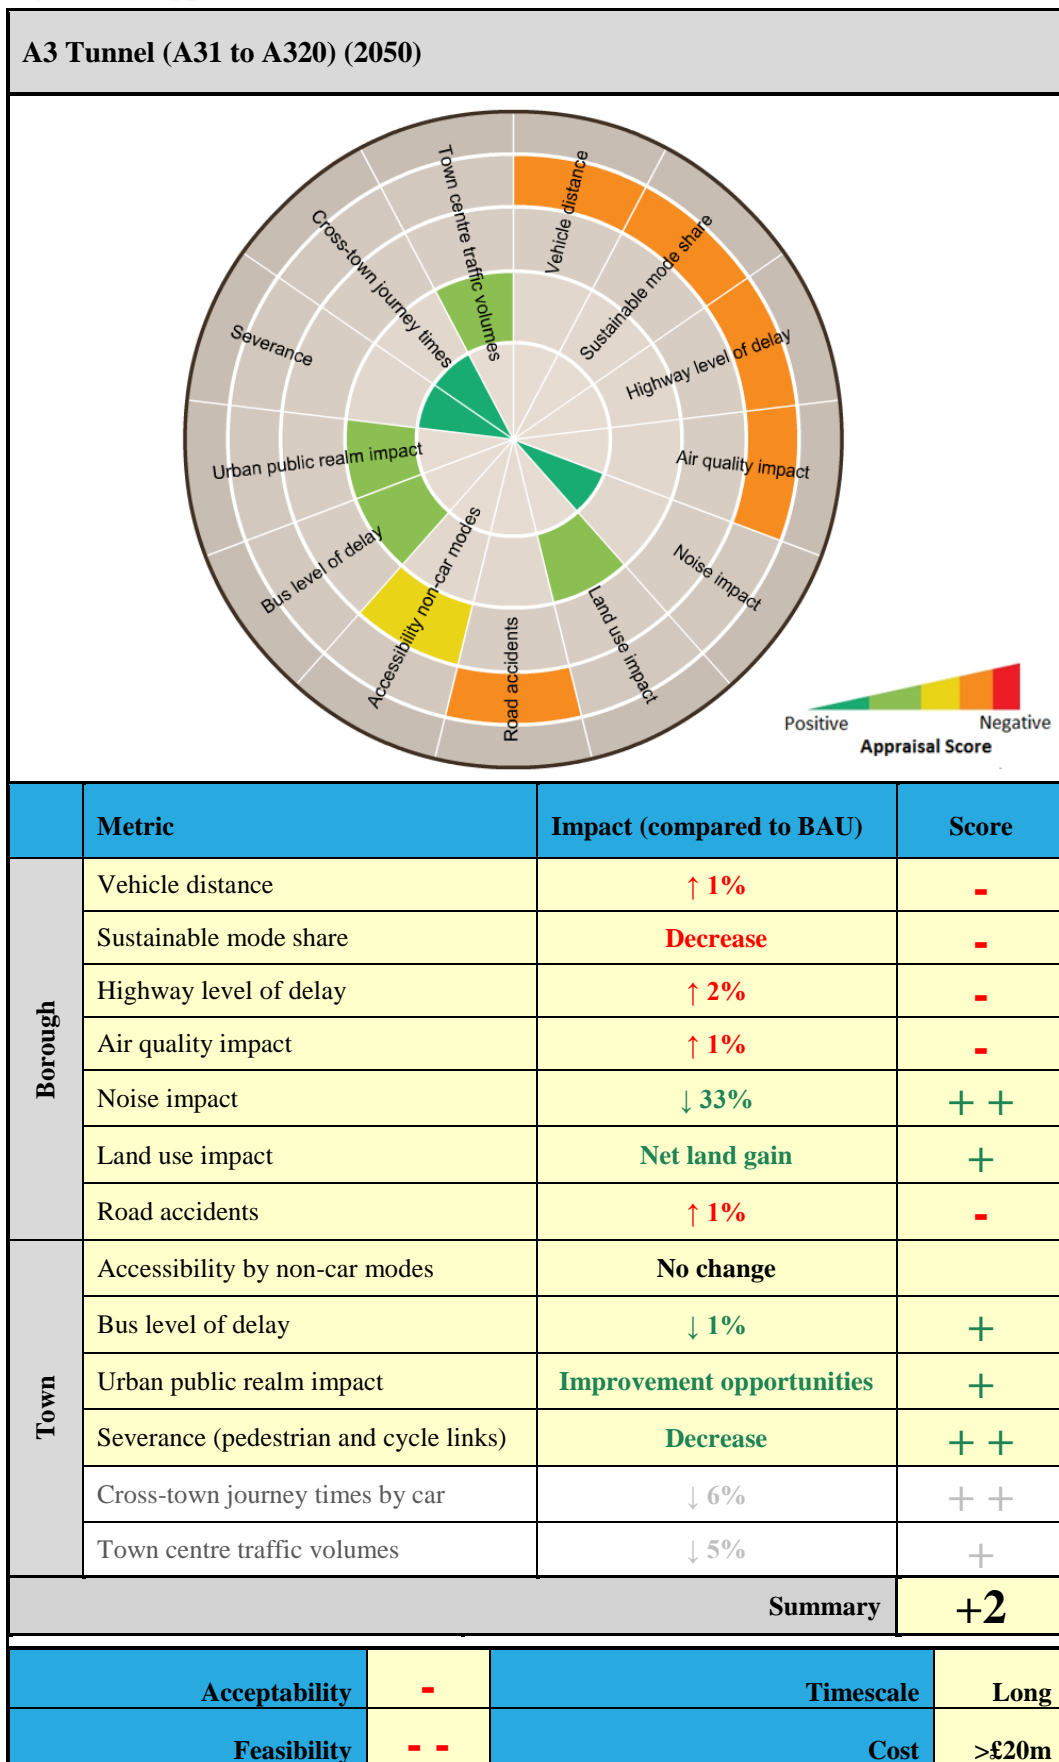 A3 Tunnel (A31 to A320) (2050)
Town centre traffic volumes
Vehicle distance
Cross-town journey times
Sustainable mode share
Severance
Highway level of delay
Urban public realm impact
Air quality impact
Bus level of delay
Noise impact
Accessibility non-car modes
Land use impact
Road accidents
Positive Negative
Appraisal Score
Metric Impact (compared to BAU) Score
Borough
Vehicle distance ↑ 1% -
Sustainable mode share Decrease -
Highway level of delay ↑ 2% -
Air quality impact ↑ 1% -
Noise impact ↓ 33% + +
Land use impact Net land gain +
Road accidents ↑ 1% -
Town
Accessibility by non-car modes No change
Bus level of delay ↓ 1% +
Urban public realm impact Improvement opportunities +
Severance (pedestrian and cycle links) Decrease + +
Cross-town journey times by car ↓ 6% + +
Town centre traffic volumes ↓ 5% +
Summary +2
Acceptability - Timescale Long
Feasibility - - Cost >£20m